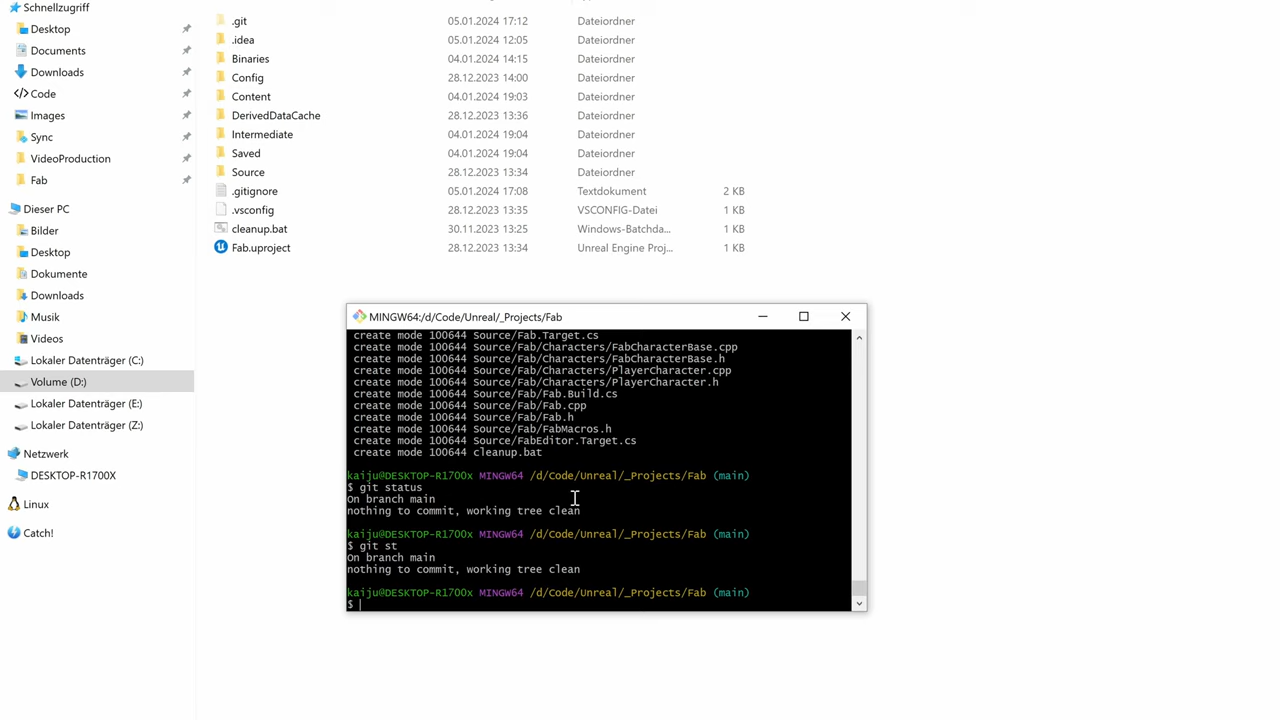 Schnellzugriff
Desktop
Documents
Downloads
Code
Images
Sync
VideoProduction
Fab
Dieser PC
Bilder
Desktop
Dokumente
Downloads
Musik
Videos
Lokaler Datenträger (C:)
Volume (D:)
Lokaler Datenträger (E:)
Lokaler Datenträger (Z:)
Netzwerk
DESKTOP-R1700X
Linux
Catch!
.git 05.01.2024 17:12 Dateiordner
.idea 05.01.2024 12:05 Dateiordner
Binaries 04.01.2024 14:15 Dateiordner
Config 28.12.2023 14:00 Dateiordner
Content 04.01.2024 19:03 Dateiordner
DerivedDataCache 28.12.2023 13:36 Dateiordner
Intermediate 04.01.2024 19:04 Dateiordner
Saved 04.01.2024 19:04 Dateiordner
Source 28.12.2023 13:34 Dateiordner
.gitignore 05.01.2024 17:08 Textdokument 2 KB
.vsconfig 28.12.2023 13:35 VSCONFIG-Datei 1 KB
cleanup.bat 30.11.2023 13:25 Windows-Batchda... 1 KB
Fab.uproject 28.12.2023 13:34 Unreal Engine Proj... 1 KB
MINGW64:/d/Code/Unreal/_Projects/Fab
create mode 100644 Source/Fab.Target.cs
create mode 100644 Source/Fab/Characters/FabCharacterBase.cpp
create mode 100644 Source/Fab/Characters/FabCharacterBase.h
create mode 100644 Source/Fab/Characters/PlayerCharacter.cpp
create mode 100644 Source/Fab/Characters/PlayerCharacter.h
create mode 100644 Source/Fab/Fab.Build.cs
create mode 100644 Source/Fab/Fab.cpp
create mode 100644 Source/Fab/Fab.h
create mode 100644 Source/Fab/FabMacros.h
create mode 100644 Source/FabEditor.Target.cs
create mode 100644 cleanup.bat
kaiju@DESKTOP-R1700x MINGW64 /d/Code/Unreal/_Projects/Fab (main)
$ git status
On branch main
nothing to commit, working tree clean
kaiju@DESKTOP-R1700x MINGW64 /d/Code/Unreal/_Projects/Fab (main)
$ git st
On branch main
nothing to commit, working tree clean
kaiju@DESKTOP-R1700x MINGW64 /d/Code/Unreal/_Projects/Fab (main)
$